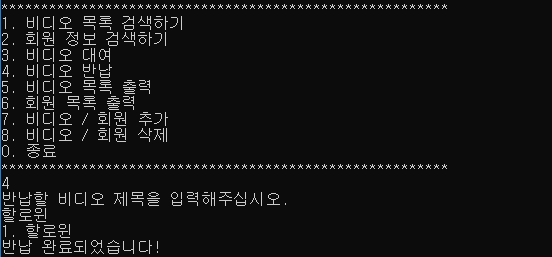 ********************************************************
1. 비디오 목록 검색하기
2. 회원 정보 검색하기
3. 비디오 대여
4. 비디오 반납
5. 비디오 목록 출력
6. 회원 목록 출력
7. 비디오 / 회원 추가
8. 비디오 / 회원 삭제
0. 종료
********************************************************
4
반납할 비디오 제목을 입력해주십시오.
할로윈
1. 할로윈
반납 완료되었습니다!